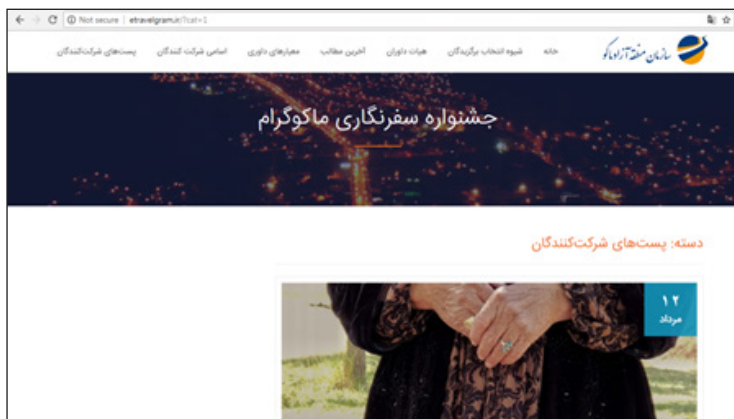 Not secure | etravelgram.ir/?cat=1
سازمان منطقه آزاد ماکو
خانه شیوه انتخاب برگزیدگان هیات داوران آخرین مطالب معیارهای داوری اسامی شرکت کنندگان پست‌های شرکت‌کنندگان
جشنواره سفرنگاری ماکوگرام
دسته: پست‌های شرکت‌کنندگان
۱۲
مرداد